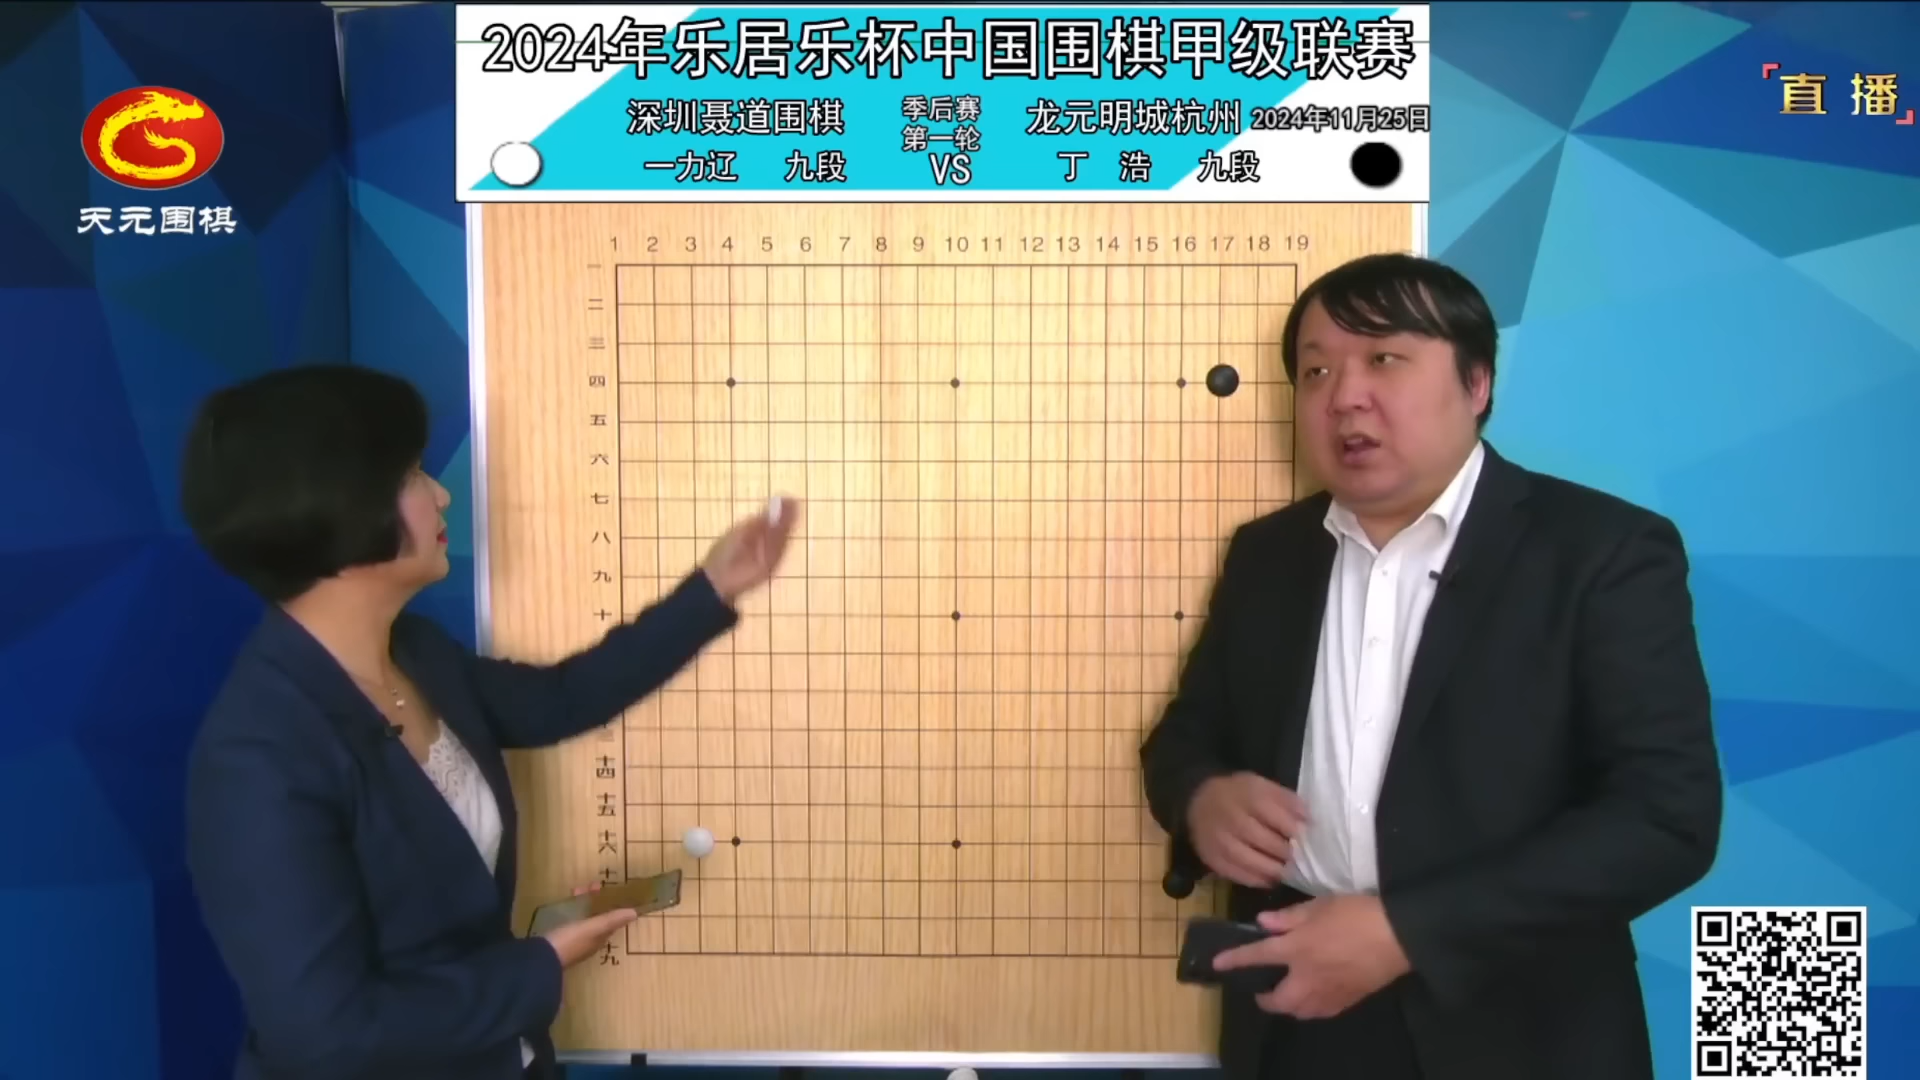 2024年乐居乐杯中国围棋甲级联赛
深圳聂道围棋 季后赛 龙元明城杭州 2024年11月25日
第一轮
一力辽 九段 VS 丁 浩 九段
天元围棋
直播
1 2 3 4 5 6 7 8 9 10 11 12 13 14 15 16 17 18 19
一
二
三
四
五
六
七
八
九
十
十四
十五
十六
十九